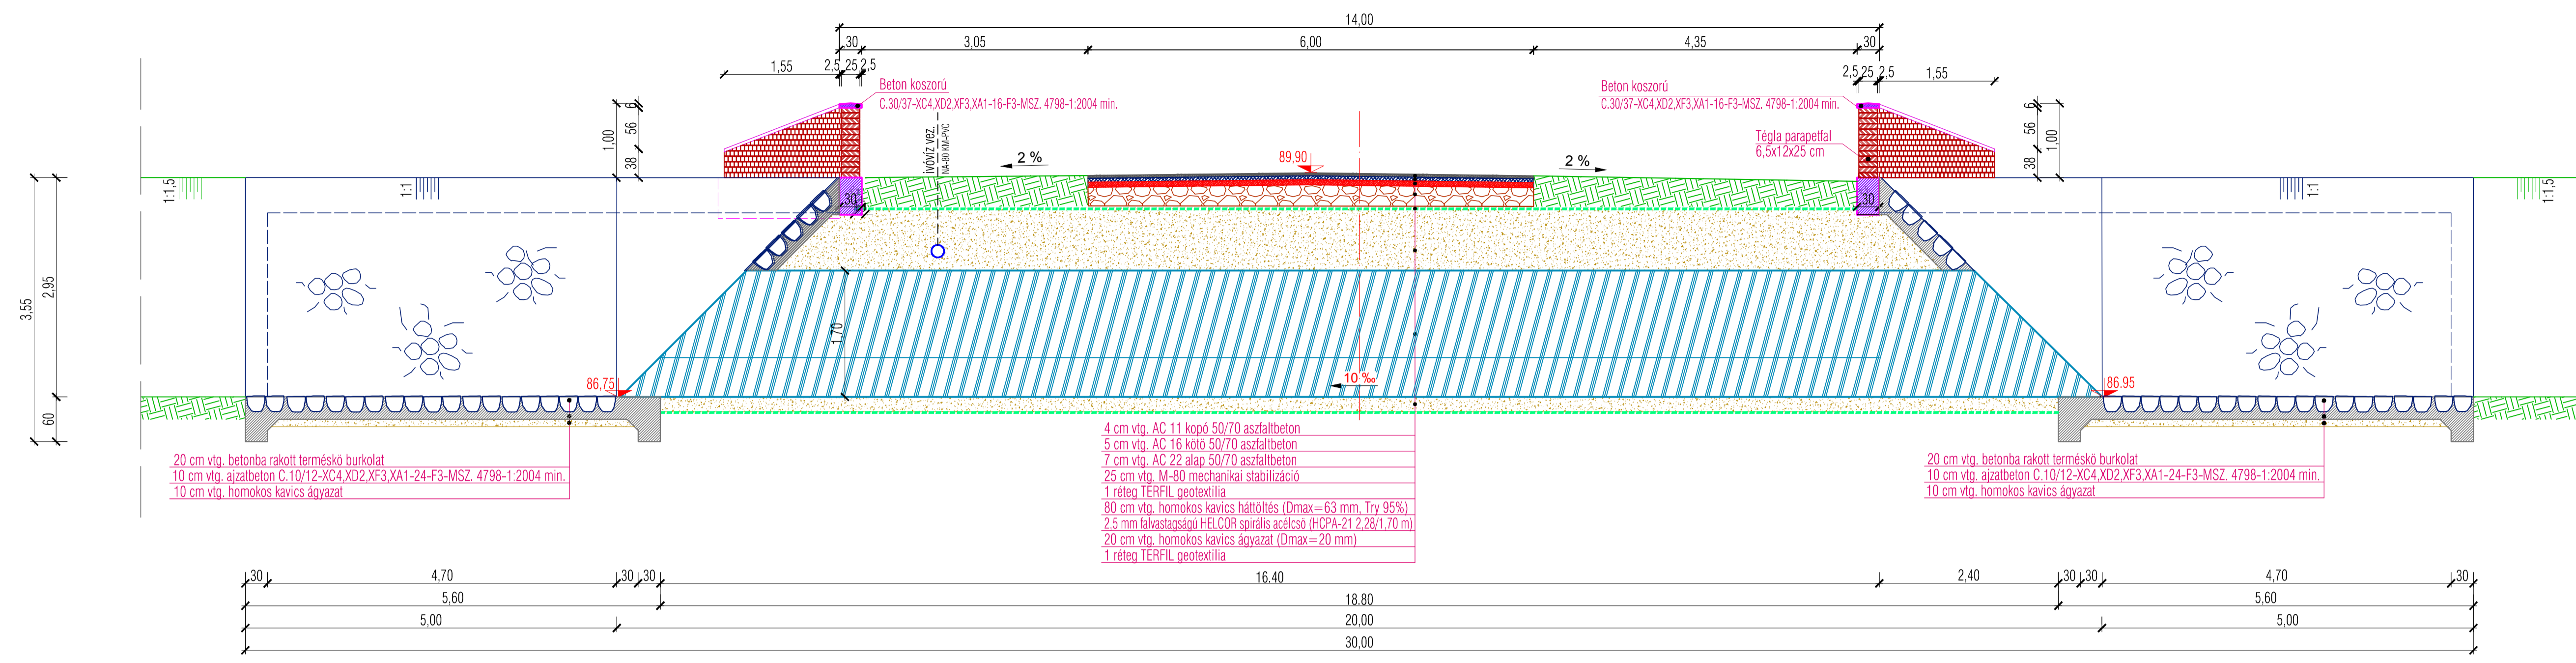 14,00
30
3,05
6,00
4,35
30
1,55
2,5
25
2,5
2,5
25
2,5
1,55
Beton koszorú
C.30/37-XC4,XD2,XF3,XA1-16-F3-MSZ. 4798-1:2004 min.
Beton koszorú
C.30/37-XC4,XD2,XF3,XA1-16-F3-MSZ. 4798-1:2004 min.
Tégla parapetfal
6,5x12x25 cm
1,00
6
56
38
6
56
38
1,00
ivóvíz vez.
NA-80 KM-PVC
2 %
89,90
2 %
1:1,5
1:1
1:1
1:1,5
30
30
3,55
2,95
60
1,70
86,75
10 ‰
86.95
20 cm vtg. betonba rakott terméskö burkolat
10 cm vtg. ajzatbeton C.10/12-XC4,XD2,XF3,XA1-24-F3-MSZ. 4798-1:2004 min.
10 cm vtg. homokos kavics ágyazat
4 cm vtg. AC 11 kopó 50/70 aszfaltbeton
5 cm vtg. AC 16 kötö 50/70 aszfaltbeton
7 cm vtg. AC 22 alap 50/70 aszfaltbeton
25 cm vtg. M-80 mechanikai stabilizáció
1 réteg TERFIL geotextilia
80 cm vtg. homokos kavics háttöltés (Dmax=63 mm, Try 95%)
2,5 mm falvastagságú HELCOR spirális acélcsö (HCPA-21 2,28/1,70 m)
20 cm vtg. homokos kavics ágyazat (Dmax=20 mm)
1 réteg TERFIL geotextilia
20 cm vtg. betonba rakott terméskö burkolat
10 cm vtg. ajzatbeton C.10/12-XC4,XD2,XF3,XA1-24-F3-MSZ. 4798-1:2004 min.
10 cm vtg. homokos kavics ágyazat
30
4,70
30
30
16.40
2,40
30
30
4,70
30
5,60
18.80
5,60
5,00
20,00
5,00
30,00